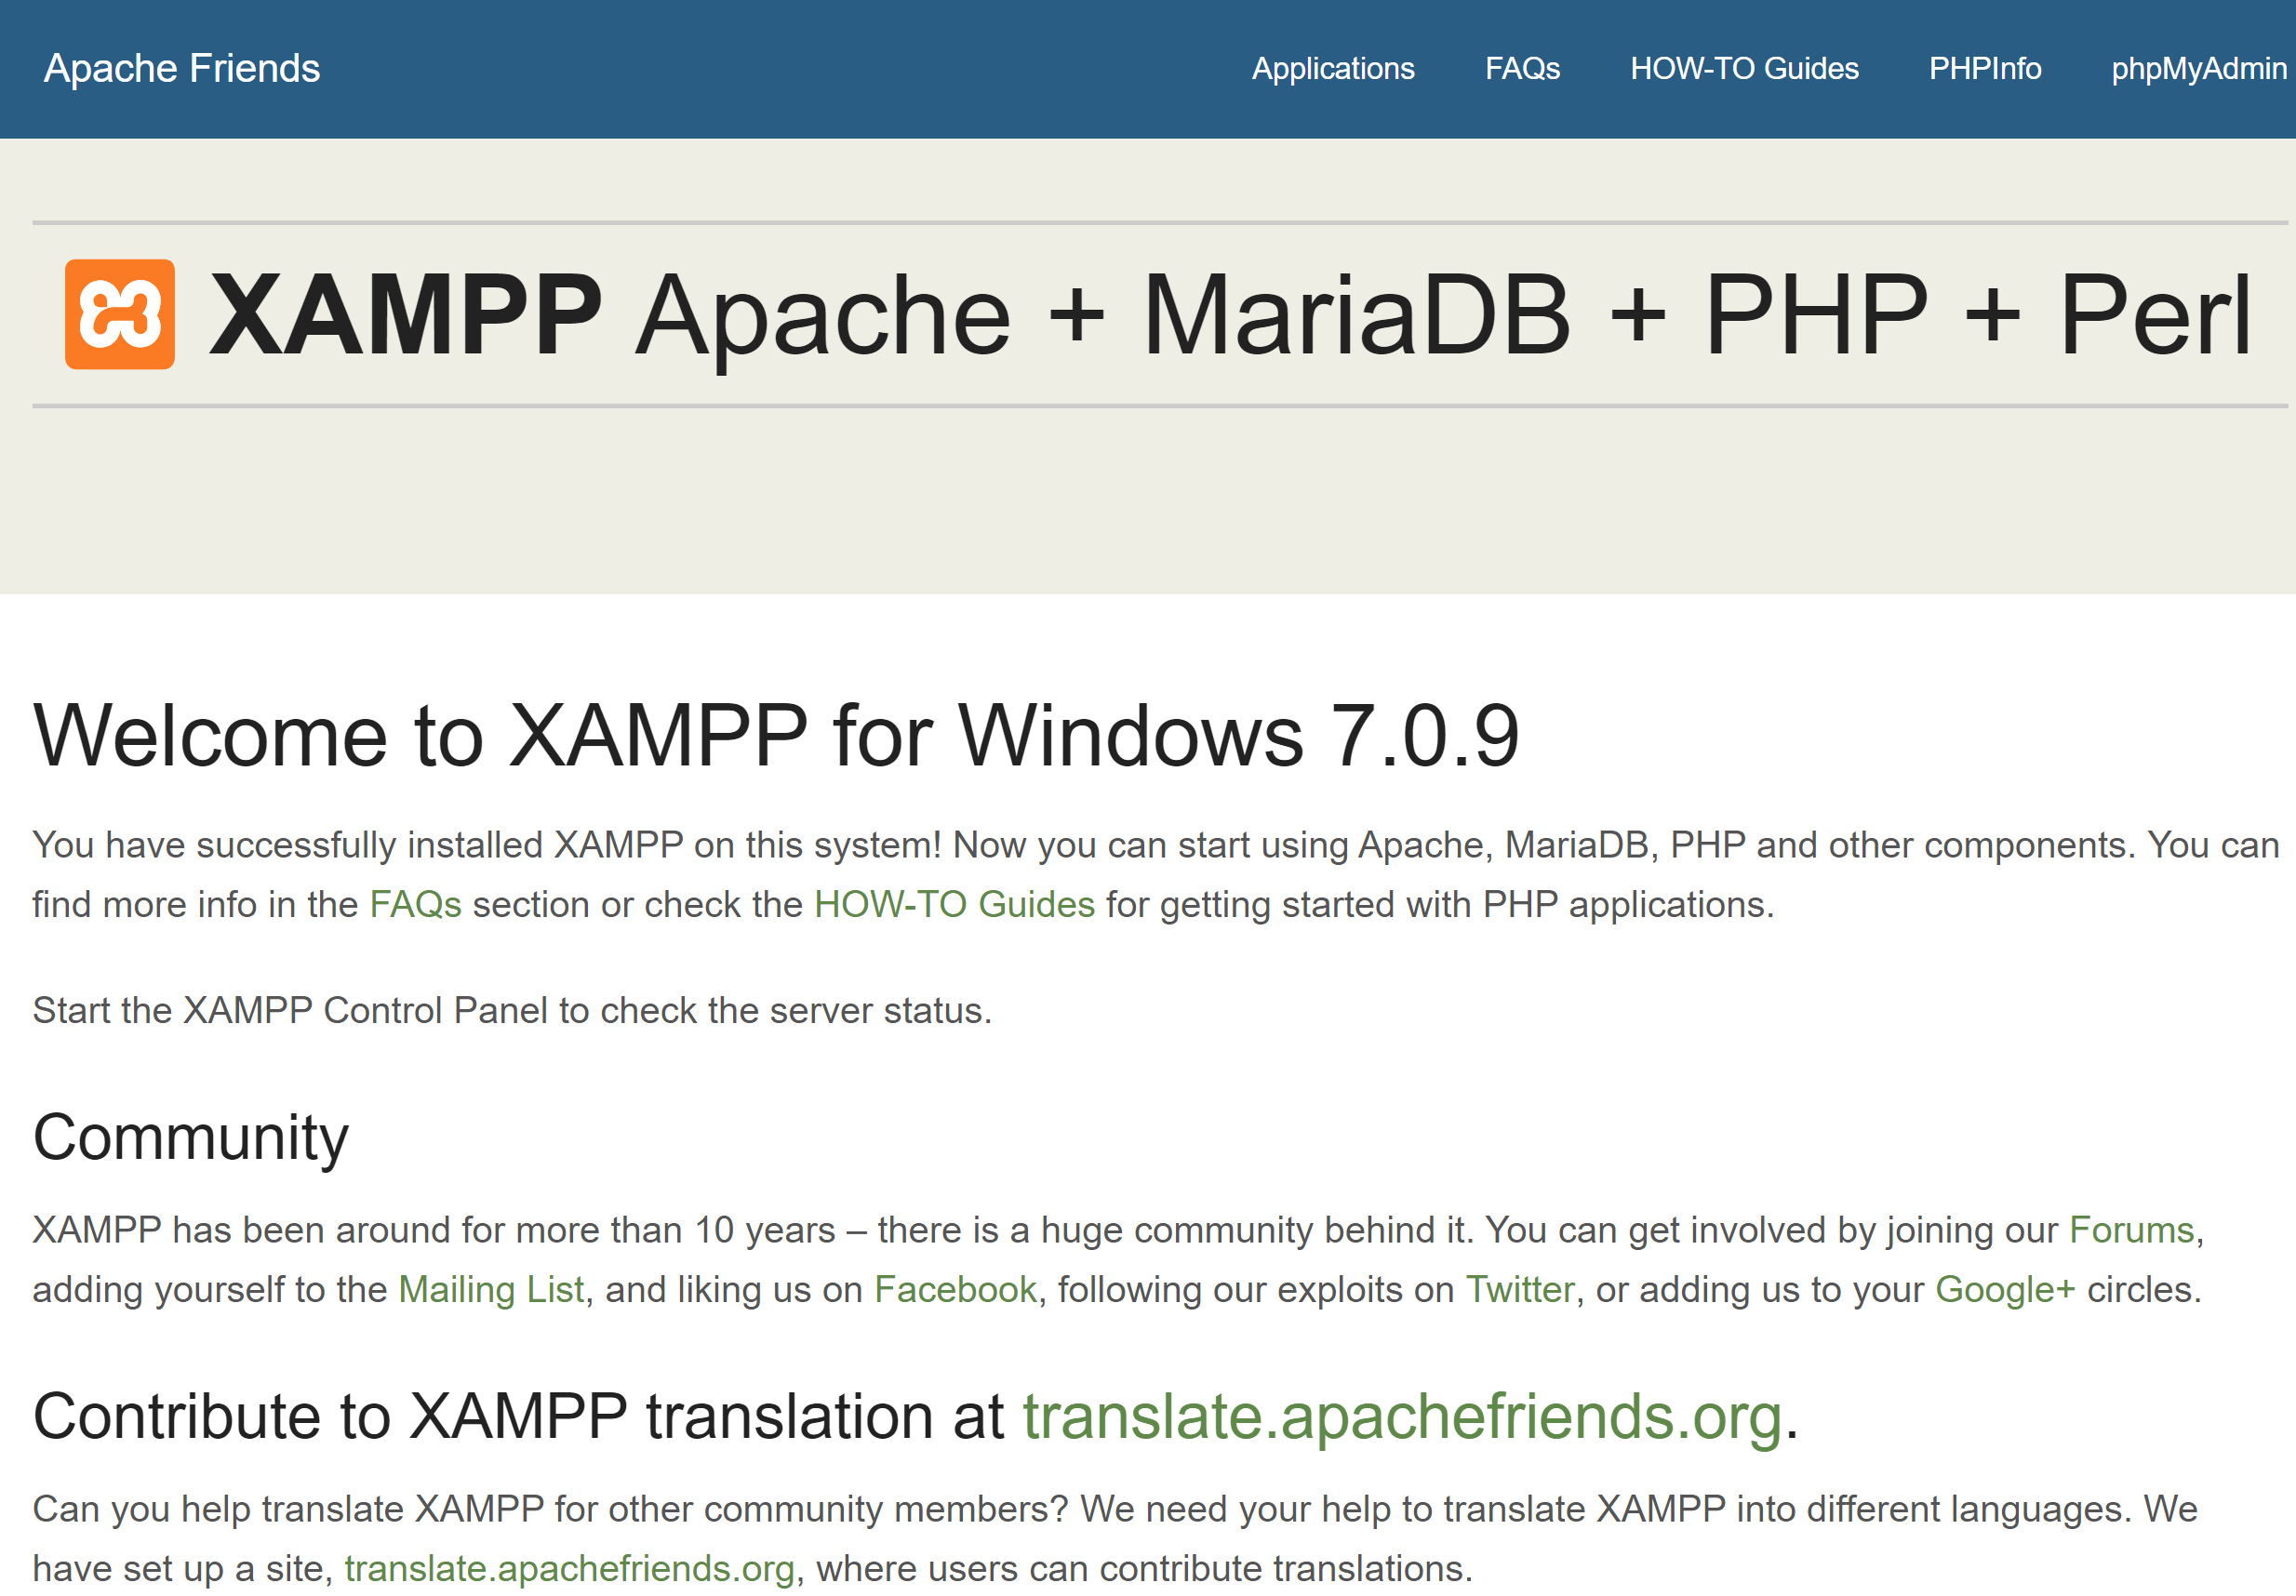 Apache Friends
Applications FAQs HOW-TO Guides PHPInfo phpMyAdmin
XAMPP Apache + MariaDB + PHP + Perl
Welcome to XAMPP for Windows 7.0.9
You have successfully installed XAMPP on this system! Now you can start using Apache, MariaDB, PHP and other components. You can
find more info in the FAQs section or check the HOW-TO Guides for getting started with PHP applications.
Start the XAMPP Control Panel to check the server status.
Community
XAMPP has been around for more than 10 years – there is a huge community behind it. You can get involved by joining our Forums,
adding yourself to the Mailing List, and liking us on Facebook, following our exploits on Twitter, or adding us to your Google+ circles.
Contribute to XAMPP translation at translate.apachefriends.org.
Can you help translate XAMPP for other community members? We need your help to translate XAMPP into different languages. We
have set up a site, translate.apachefriends.org, where users can contribute translations.